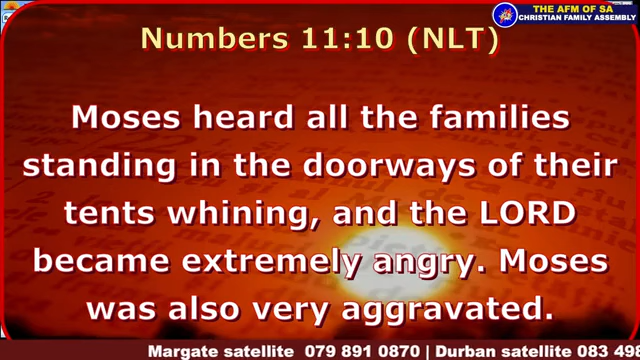 THE AFM OF SA
CHRISTIAN FAMILY ASSEMBLY
Numbers 11:10 (NLT)
Moses heard all the families
standing in the doorways of their
tents whining, and the LORD
became extremely angry. Moses
was also very aggravated.
Margate satellite 079 891 0870 | Durban satellite 083 498